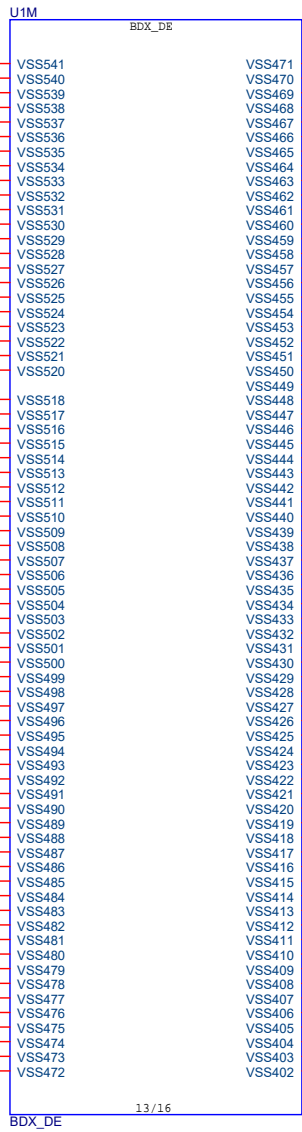 U1M
BDX_DE
VSS541 VSS471
VSS540 VSS470
VSS539 VSS469
VSS538 VSS468
VSS537 VSS467
VSS536 VSS466
VSS535 VSS465
VSS534 VSS464
VSS533 VSS463
VSS532 VSS462
VSS531 VSS461
VSS530 VSS460
VSS529 VSS459
VSS528 VSS458
VSS527 VSS457
VSS526 VSS456
VSS525 VSS455
VSS524 VSS454
VSS523 VSS453
VSS522 VSS452
VSS521 VSS451
VSS520 VSS450
VSS449
VSS518 VSS448
VSS517 VSS447
VSS516 VSS446
VSS515 VSS445
VSS514 VSS444
VSS513 VSS443
VSS512 VSS442
VSS511 VSS441
VSS510 VSS440
VSS509 VSS439
VSS508 VSS438
VSS507 VSS437
VSS506 VSS436
VSS505 VSS435
VSS504 VSS434
VSS503 VSS433
VSS502 VSS432
VSS501 VSS431
VSS500 VSS430
VSS499 VSS429
VSS498 VSS428
VSS497 VSS427
VSS496 VSS426
VSS495 VSS425
VSS494 VSS424
VSS493 VSS423
VSS492 VSS422
VSS491 VSS421
VSS490 VSS420
VSS489 VSS419
VSS488 VSS418
VSS487 VSS417
VSS486 VSS416
VSS485 VSS415
VSS484 VSS414
VSS483 VSS413
VSS482 VSS412
VSS481 VSS411
VSS480 VSS410
VSS479 VSS409
VSS478 VSS408
VSS477 VSS407
VSS476 VSS406
VSS475 VSS405
VSS474 VSS404
VSS473 VSS403
VSS472 VSS402
13/16
BDX_DE